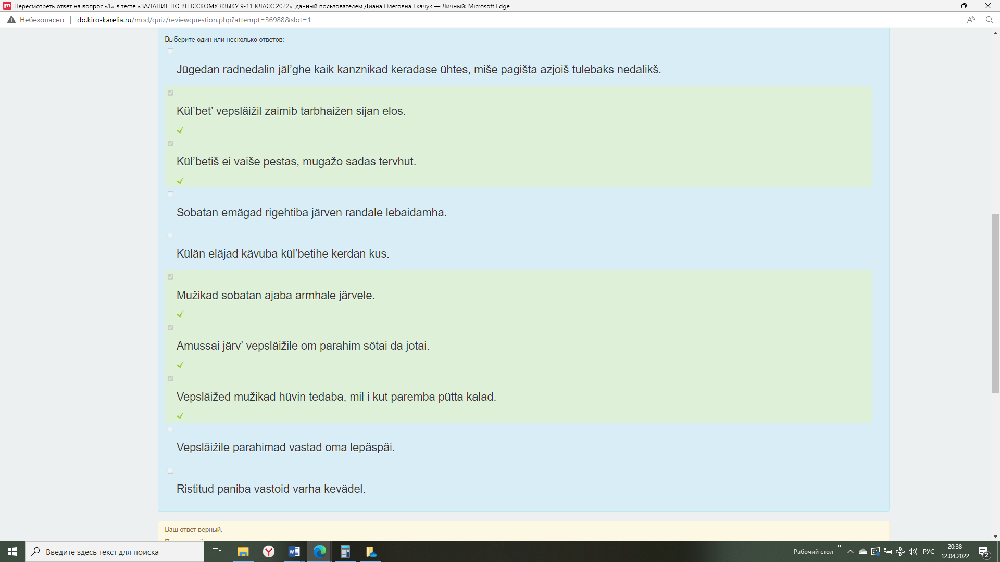 Пересмотреть ответ на вопрос «1» в тесте «ЗАДАНИЕ ПО ВЕПССКОМУ ЯЗЫКУ 9-11 КЛАСС 2022», данный пользователем Диана Олеговна Ткачук — Личный: Microsoft Edge
Небезопасно do.kiro-karelia.ru/mod/quiz/reviewquestion.php?attempt=36988&slot=1
Выберите один или несколько ответов:
Jügedan radnedalin jäl’ghe kaik kanznikad keradase ühtes, miše pagišta azjoiš tulebaks nedalikš.
Kül’bet’ vepsläižil zaimib tarbhaižen sijan elos.
Kül’betiš ei vaiše pestas, mugažo sadas tervhut.
Sobatan emägad rigehtiba järven randale lebaidamha.
Külän eläjad kävuba kül’betihe kerdan kus.
Mužikad sobatan ajaba armhale järvele.
Amussai järv’ vepsläižile om parahim sötai da jotai.
Vepsläižed mužikad hüvin tedaba, mil i kut paremba pütta kalad.
Vepsläižile parahimad vastad oma lepäspäi.
Ristitud paniba vastoid varha kevädel.
Ваш ответ верный.
Введите здесь текст для поиска
Рабочий стол
РУС
20:38
12.04.2022
2